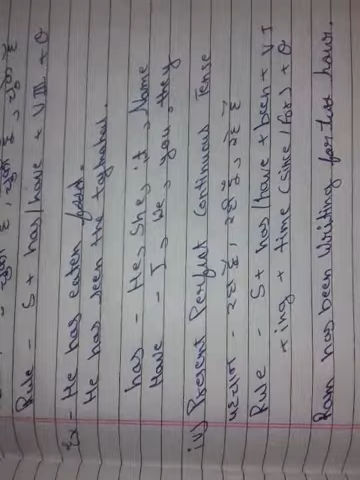 Rule - S + has/have + V III + O
Ex - He has eaten food.
He has seen the tajmahal.
has - He, She, it, Name
Have - I, we, you, they
iv) Present Perfect Continuous Tense
पहचान - रहा है, रही है, रहे हैं
Rule - S + has/have + been + V I
+ ing + time (since/for) + O
Ram has been writing for two hour.